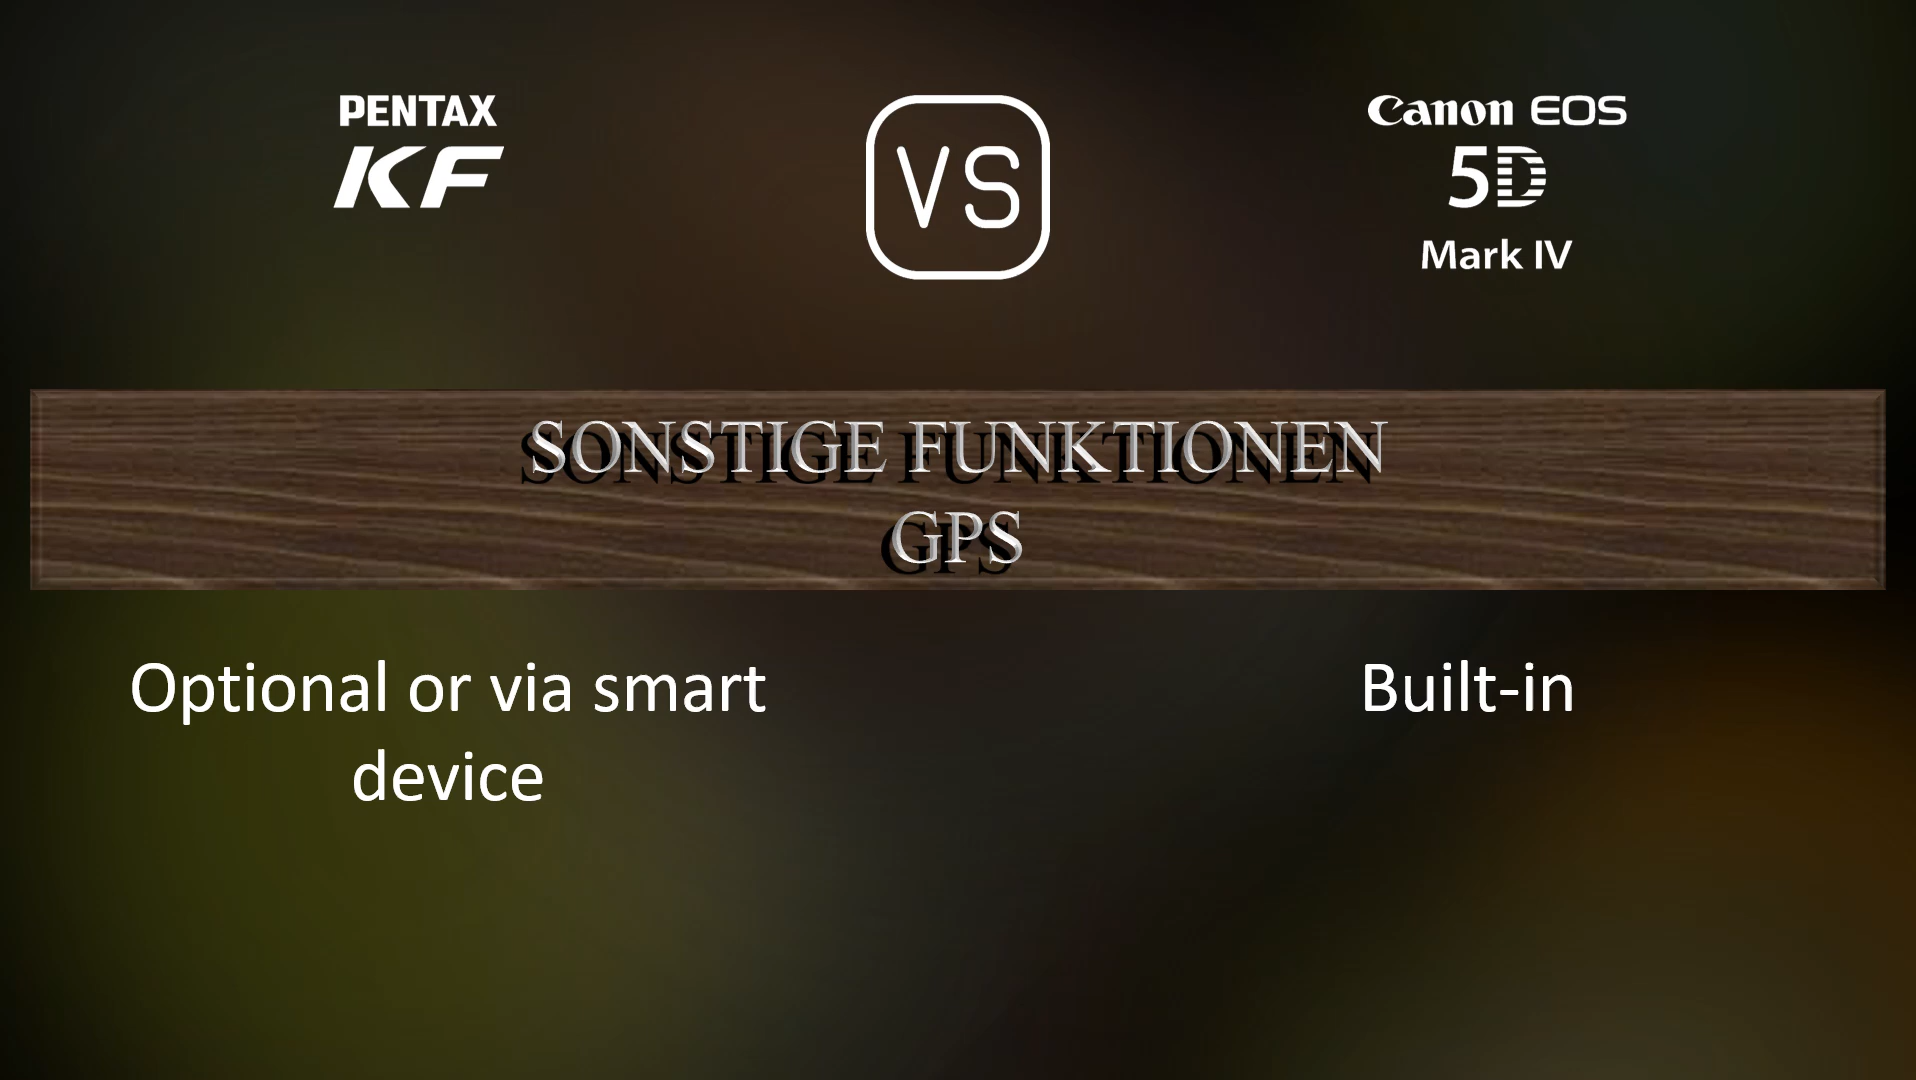 PENTAX
KF
VS
Canon EOS
5D
Mark IV
SONSTIGE FUNKTIONEN
GPS
Optional or via smart
device
Built-in